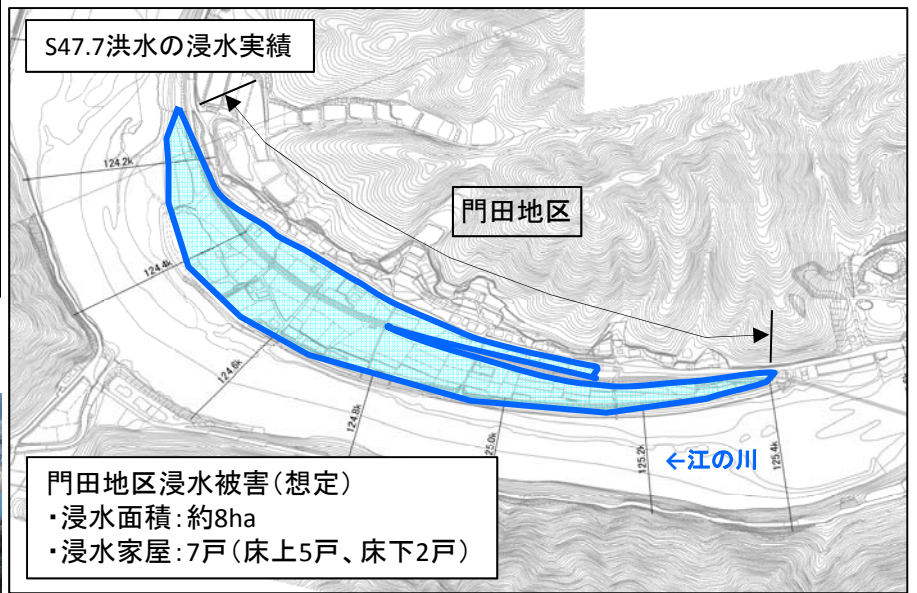 S47.7洪水の浸水実績
門田地区
124.2k
124.4k
124.6k
124.8k
25.0k
125.2k
125.4k
←江の川
門田地区浸水被害（想定）
・浸水面積：約8ha
・浸水家屋：7戸（床上5戸、床下2戸）